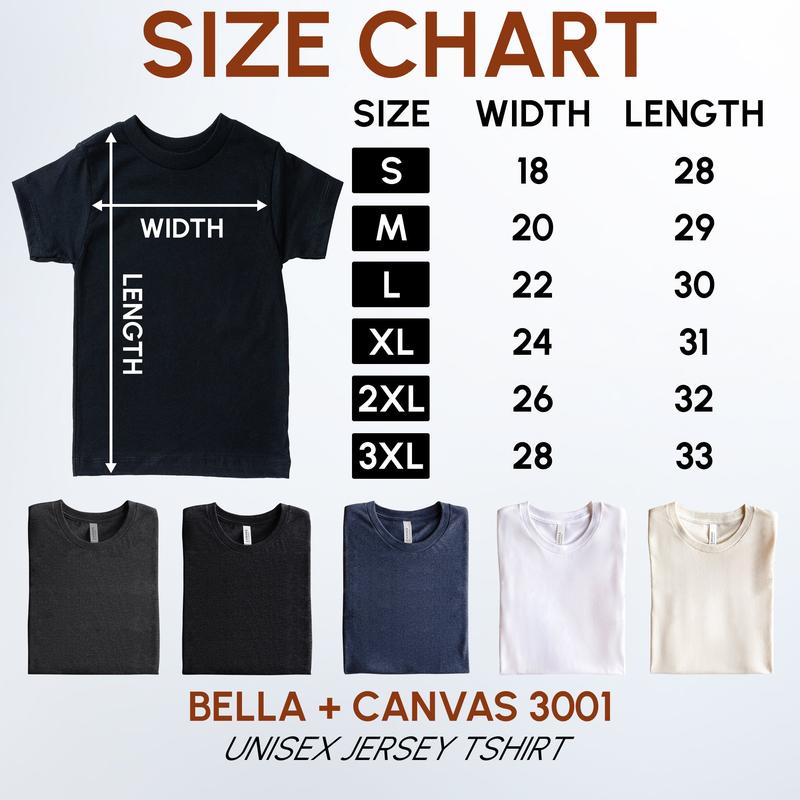 SIZE CHART
SIZE WIDTH LENGTH
S 18 28
M 20 29
L 22 30
XL 24 31
2XL 26 32
3XL 28 33
WIDTH
LENGTH
BELLA + CANVAS 3001
UNISEX JERSEY TSHIRT